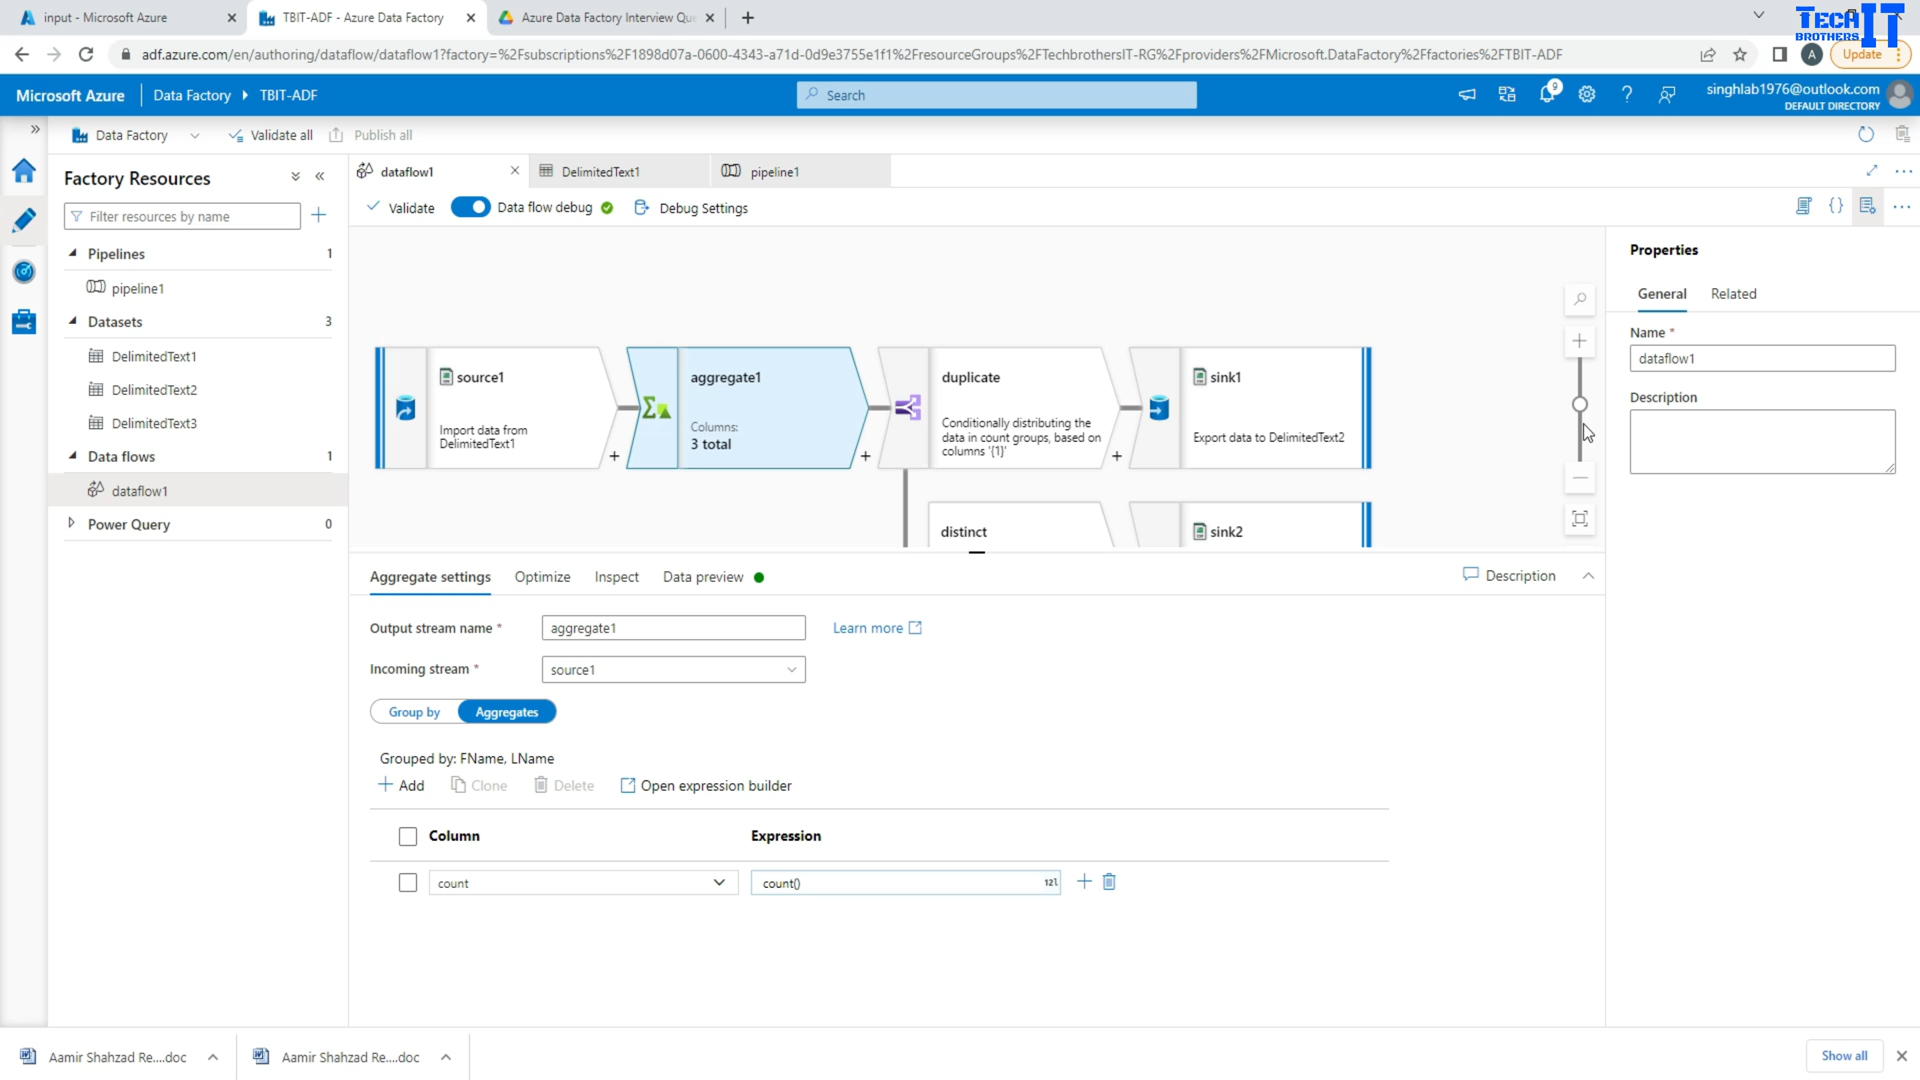 input - Microsoft Azure
TBIT-ADF - Azure Data Factory
Azure Data Factory Interview Que
TECH IT
BROTHERS
adf.azure.com/en/authoring/dataflow/dataflow1?factory=%2Fsubscriptions%2F1898d07a-0600-4343-a71d-0d9e3755e1f1%2FresourceGroups%2FTechbrothersIT-RG%2Fproviders%2FMicrosoft.DataFactory%2Ffactories%2FTBIT-ADF
A
Update
Microsoft Azure
Data Factory
TBIT-ADF
Search
9
singhlab1976@outlook.com
DEFAULT DIRECTORY
Data Factory
Validate all
Publish all
Factory Resources
Filter resources by name
Pipelines 1
pipeline1
Datasets 3
DelimitedText1
DelimitedText2
DelimitedText3
Data flows 1
dataflow1
Power Query 0
dataflow1
DelimitedText1
pipeline1
Validate
Data flow debug
Debug Settings
source1
Import data from
DelimitedText1
aggregate1
Columns:
3 total
duplicate
Conditionally distributing the
data in count groups, based on
columns '{1}'
sink1
Export data to DelimitedText2
distinct
sink2
Properties
General
Related
Name *
dataflow1
Description
Aggregate settings
Optimize
Inspect
Data preview
Description
Output stream name *
aggregate1
Learn more
Incoming stream *
source1
Group by
Aggregates
Grouped by: FName, LName
Add
Clone
Delete
Open expression builder
Column
Expression
count
count()
12l
Aamir Shahzad Re....doc
Aamir Shahzad Re....doc
Show all